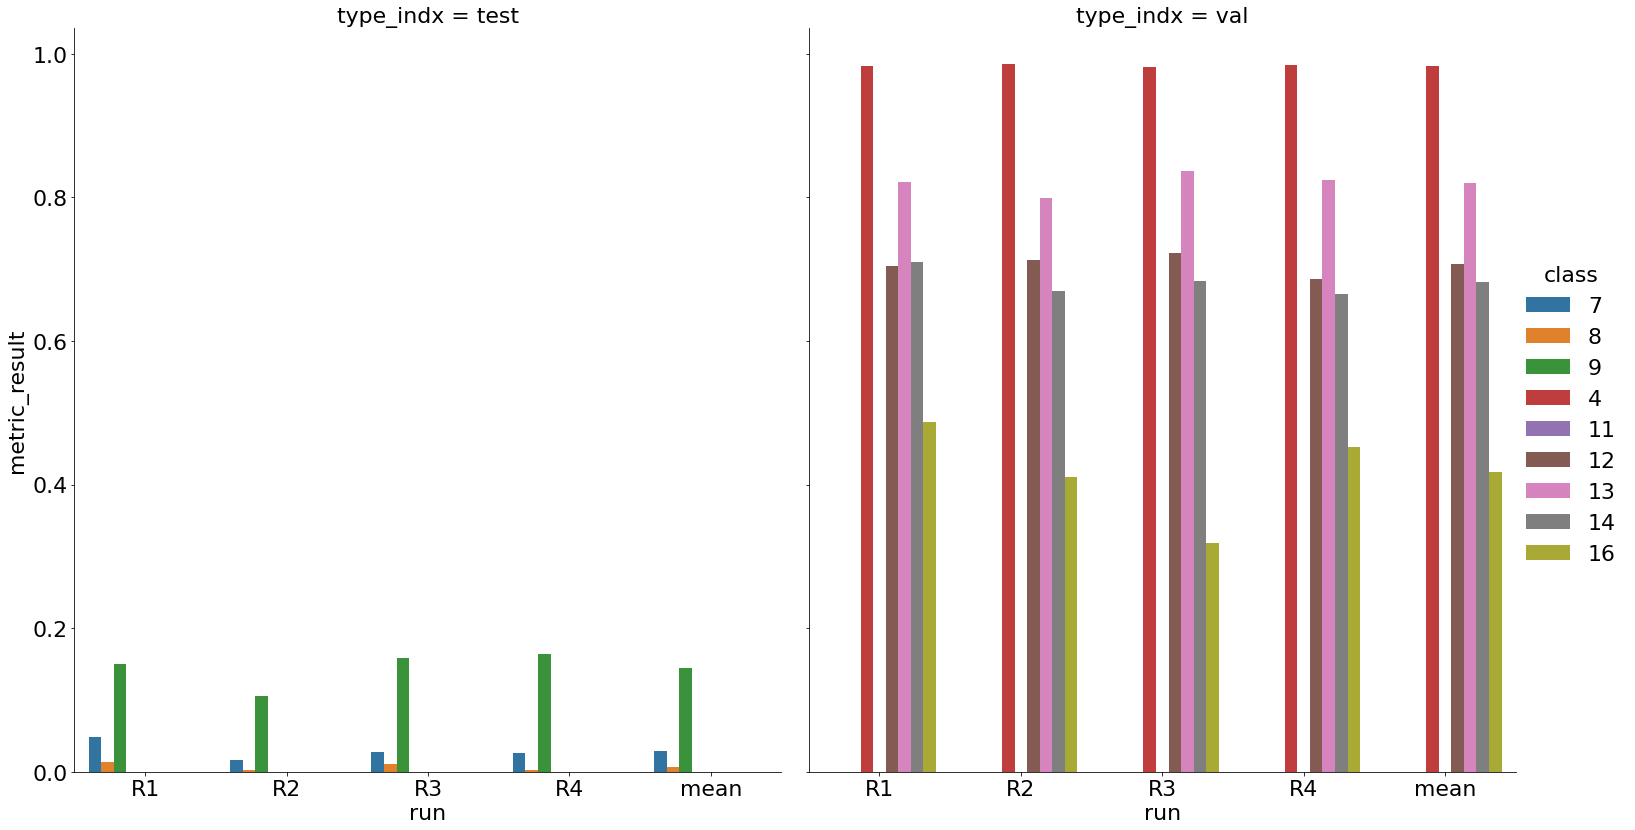 type_indx = test
type_indx = val
metric_result
1.0
0.8
0.6
0.4
0.2
0.0
R1 R2 R3 R4 mean
run
R1 R2 R3 R4 mean
run
class
7
8
9
4
11
12
13
14
16